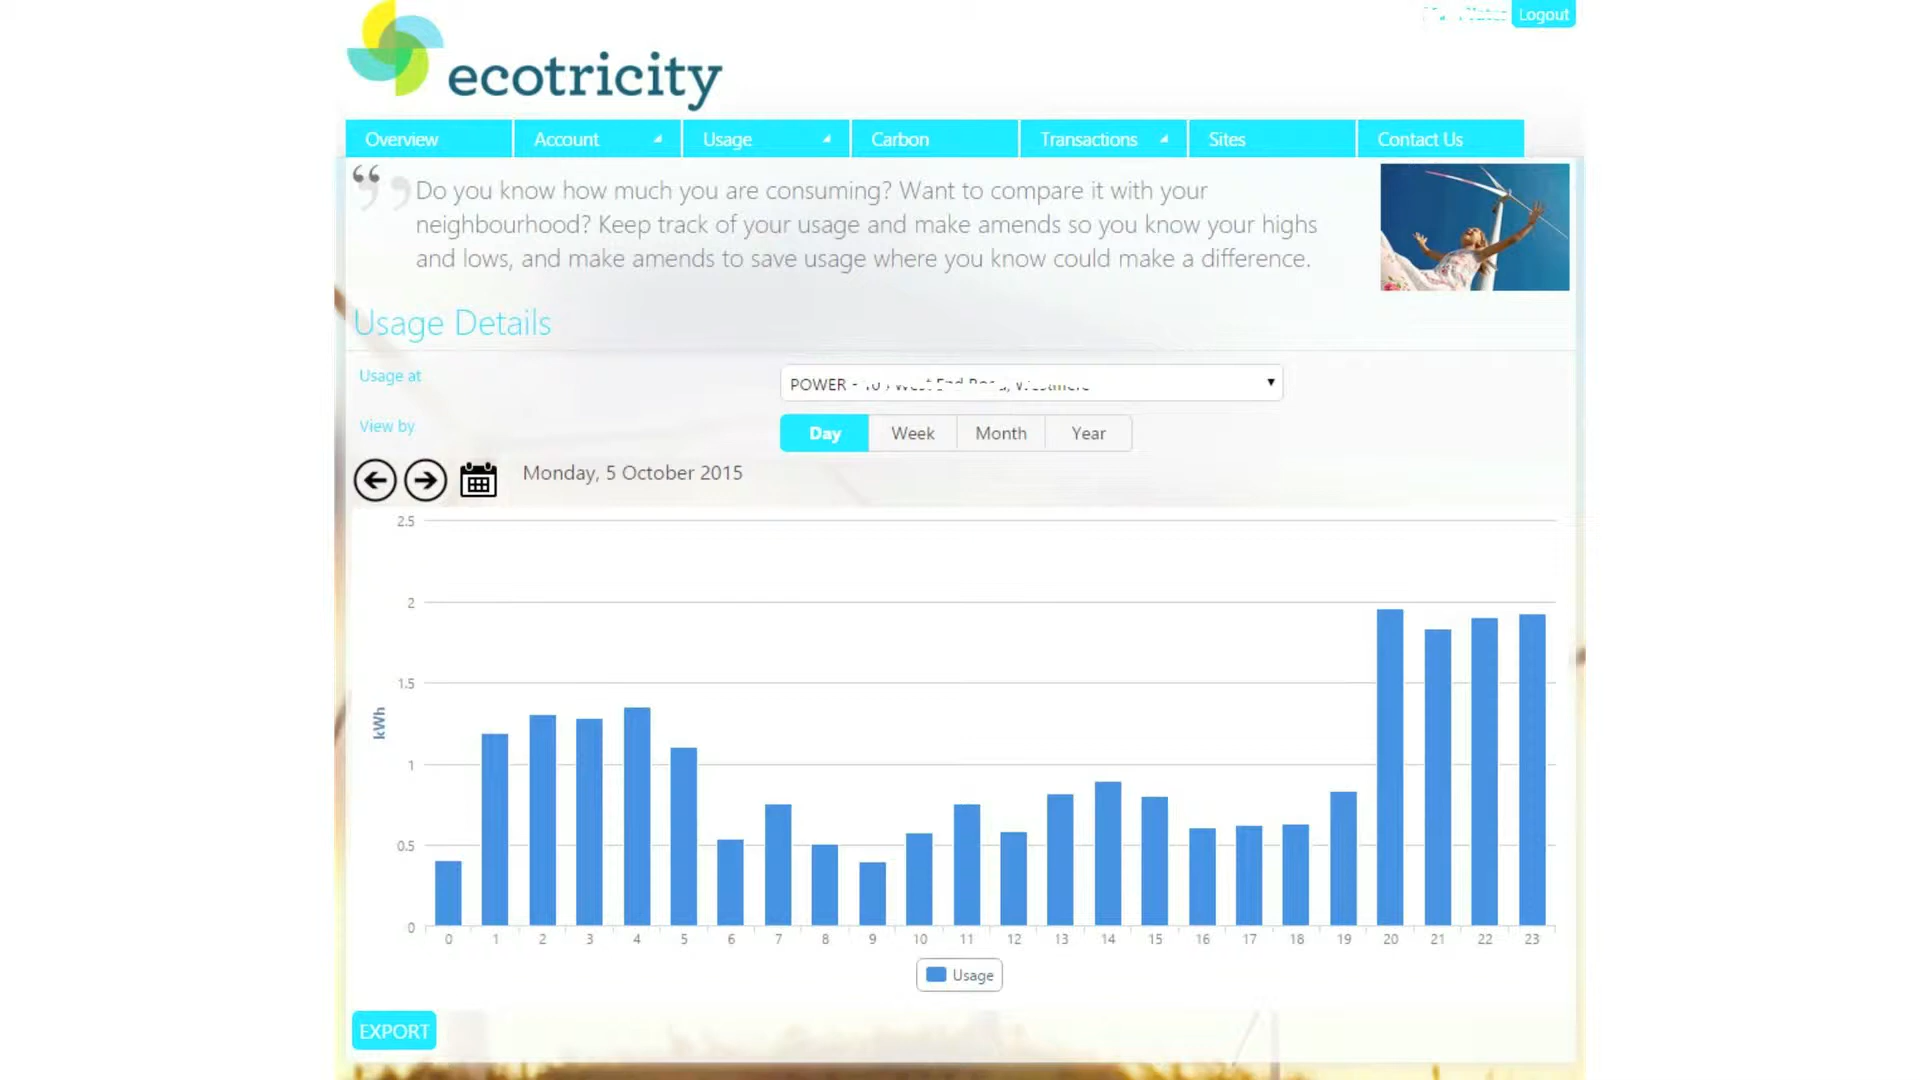 Logout
ecotricity
Overview Account Usage Carbon Transactions Sites Contact Us
Do you know how much you are consuming? Want to compare it with your
neighbourhood? Keep track of your usage and make amends so you know your highs
and lows, and make amends to save usage where you know could make a difference.
Usage Details
Usage at
POWER -
View by
Day Week Month Year
Monday, 5 October 2015
2.5
2
1.5
1
0.5
0
kWh
0 1 2 3 4 5 6 7 8 9 10 11 12 13 14 15 16 17 18 19 20 21 22 23
Usage
EXPORT